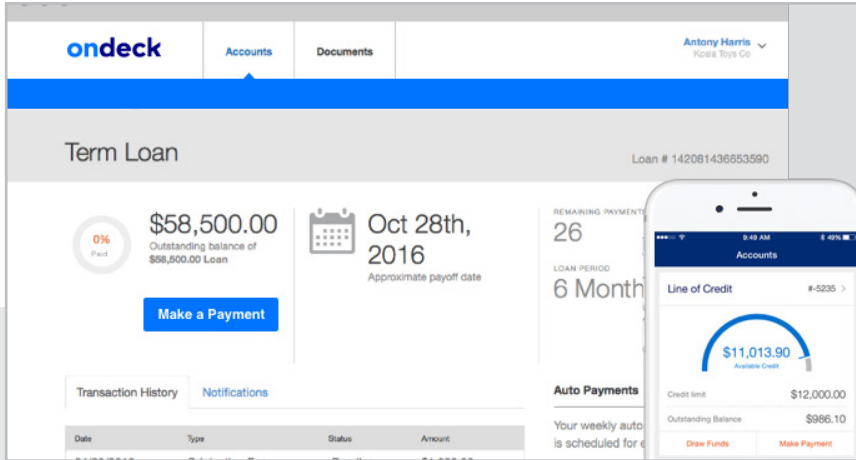 ondeck
Accounts
Documents
Antony Harris
Koala Toys Co
Term Loan
Loan # 142081436653590
0%
Paid
$58,500.00
Outstanding balance of
$58,500.00 Loan
Make a Payment
Oct 28th,
2016
Approximate payoff date
REMAINING PAYMENT
26
LOAN PERIOD
6 Month
Transaction History
Notifications
Date Type Status Amount
Auto Payments
Your weekly auto
is scheduled for
9:49 AM
49%
Accounts
Line of Credit
#-5235 >
$11,013.90
Available Credit
Credit limit
$12,000.00
Outstanding Balance
$986.10
Draw Funds
Make Payment